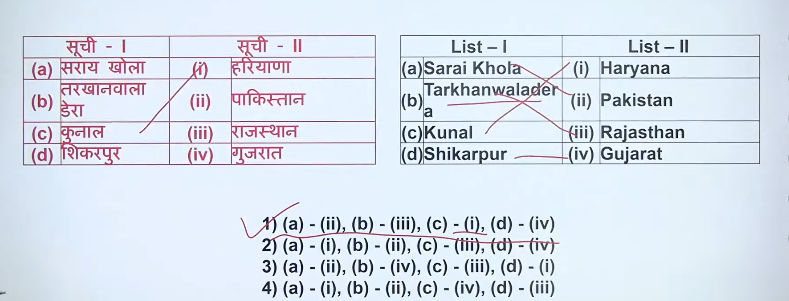 सूची - I सूची - II
(a) सराय खोला (i) हरियाणा
(b) तरखानवाला डेरा (ii) पाकिस्तान
(c) कुनाल (iii) राजस्थान
(d) शिकरपुर (iv) गुजरात
List – I List – II
(a) Sarai Khola (i) Haryana
(b) Tarkhanwalader a (ii) Pakistan
(c) Kunal (iii) Rajasthan
(d) Shikarpur (iv) Gujarat
1) (a) - (ii), (b) - (iii), (c) - (i), (d) - (iv)
2) (a) - (i), (b) - (ii), (c) - (iii), (d) - (iv)
3) (a) - (ii), (b) - (iv), (c) - (iii), (d) - (i)
4) (a) - (i), (b) - (ii), (c) - (iv), (d) - (iii)